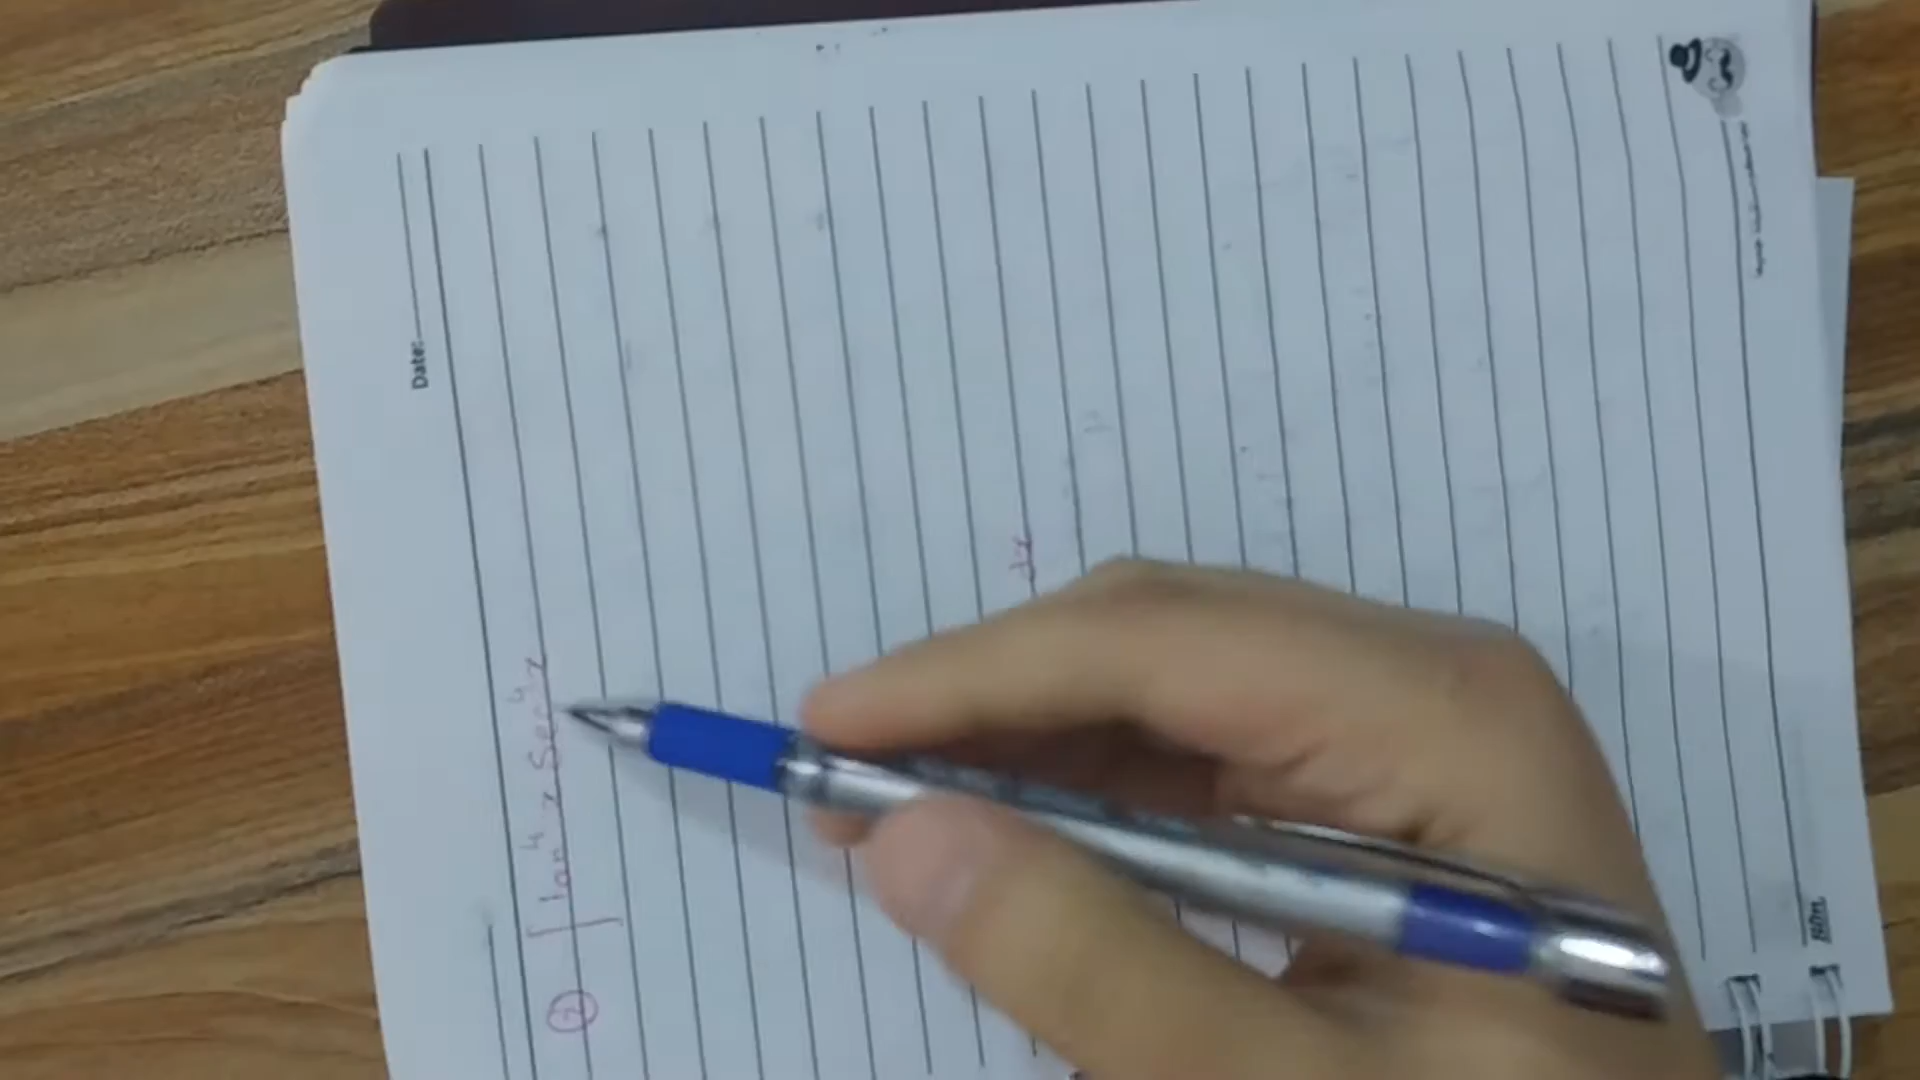 Date:
② ∫ tan⁴x Sec⁴x
dx